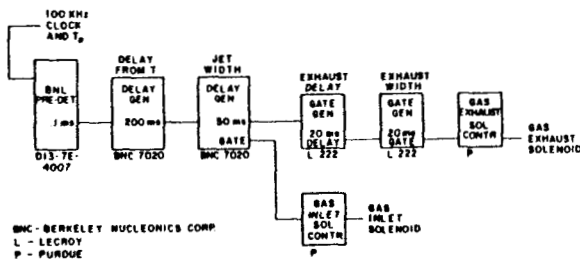 100 KHz
CLOCK
AND Tp
BNL
PRE-DET
.1 ms
D13-7E-
4007
DELAY
FROM T
DELAY
GEN
200 ms
BNC 7020
JET
WIDTH
DELAY
GEN
50 ms
GATE
BNC 7020
EXHAUST
DELAY
GATE
GEN
20 ms
DELAY
L 222
EXHAUST
WIDTH
GATE
GEN
20 ms
GATE
L 222
GAS
EXHAUST
SOL
CONTR
P
GAS
EXHAUST
SOLENOID
GAS
INLET
SOL
CONTR
P
GAS
INLET
SOLENOID
BNC - BERKELEY NUCLEONICS CORP.
L - LECROY
P - PURDUE